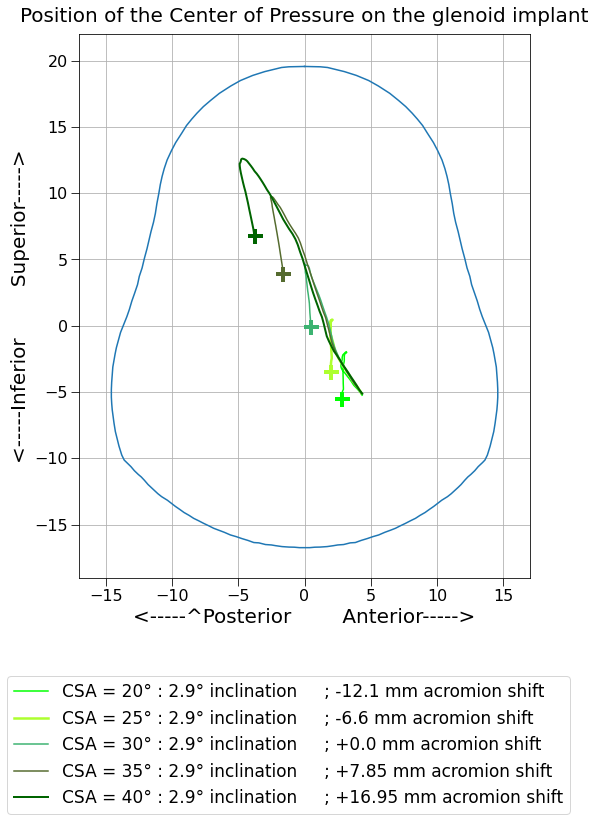 Position of the Center of Pressure on the glenoid implant
<-----Inferior        Superior----->
20
15
10
5
0
−5
−10
−15
−15 −10 −5 0 5 10 15
<-----^Posterior        Anterior----->
CSA = 20° : 2.9° inclination     ; -12.1 mm acromion shift
CSA = 25° : 2.9° inclination     ; -6.6 mm acromion shift
CSA = 30° : 2.9° inclination     ; +0.0 mm acromion shift
CSA = 35° : 2.9° inclination     ; +7.85 mm acromion shift
CSA = 40° : 2.9° inclination     ; +16.95 mm acromion shift